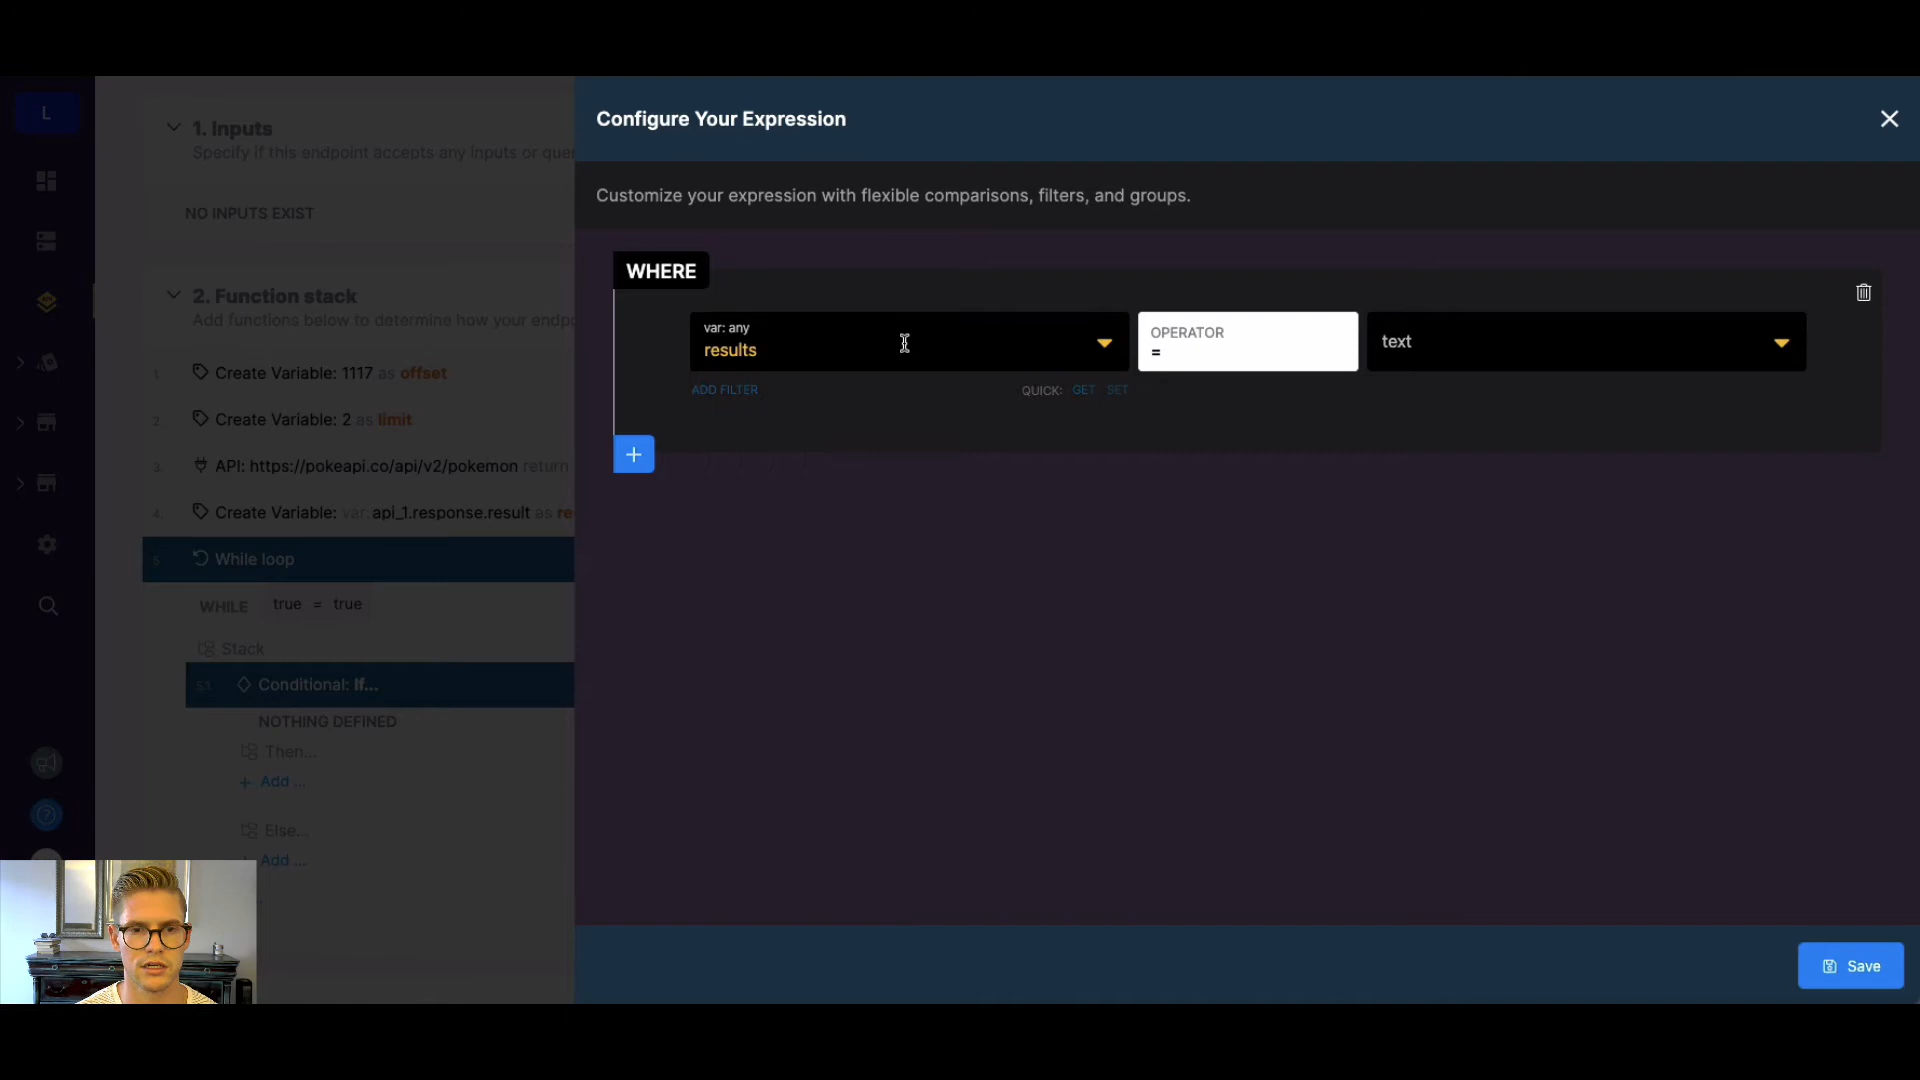 L
1. Inputs
Specify if this endpoint accepts any inputs or que
NO INPUTS EXIST
2. Function stack
Add functions below to determine how your endp
1. Create Variable: 1117 as offset
2. Create Variable: 2 as limit
3. API: https://pokeapi.co/api/v2/pokemon return
4. Create Variable: var: api_1.response.result as re
5 While loop
WHILE true = true
Stack
5.1 Conditional: If...
NOTHING DEFINED
Then...
+ Add ...
Else...
Add ...
Configure Your Expression
Customize your expression with flexible comparisons, filters, and groups.
WHERE
var: any
results
OPERATOR
=
text
ADD FILTER
QUICK: GET SET
+
Save